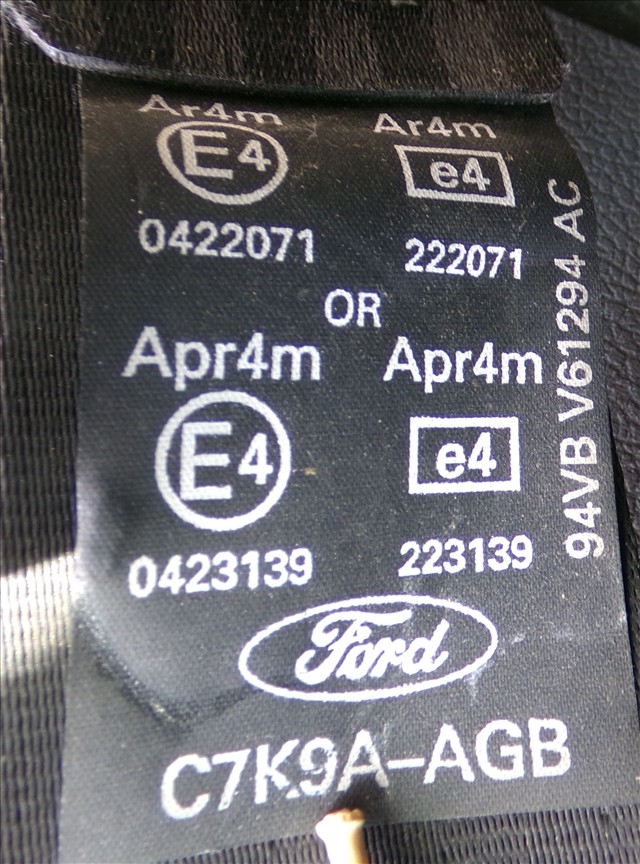 Ar4m Ar4m
E4 e4
0422071 222071
OR
Apr4m Apr4m
E4 e4
0423139 223139
Ford
C7K9A-AGB
94VB V61294 AC